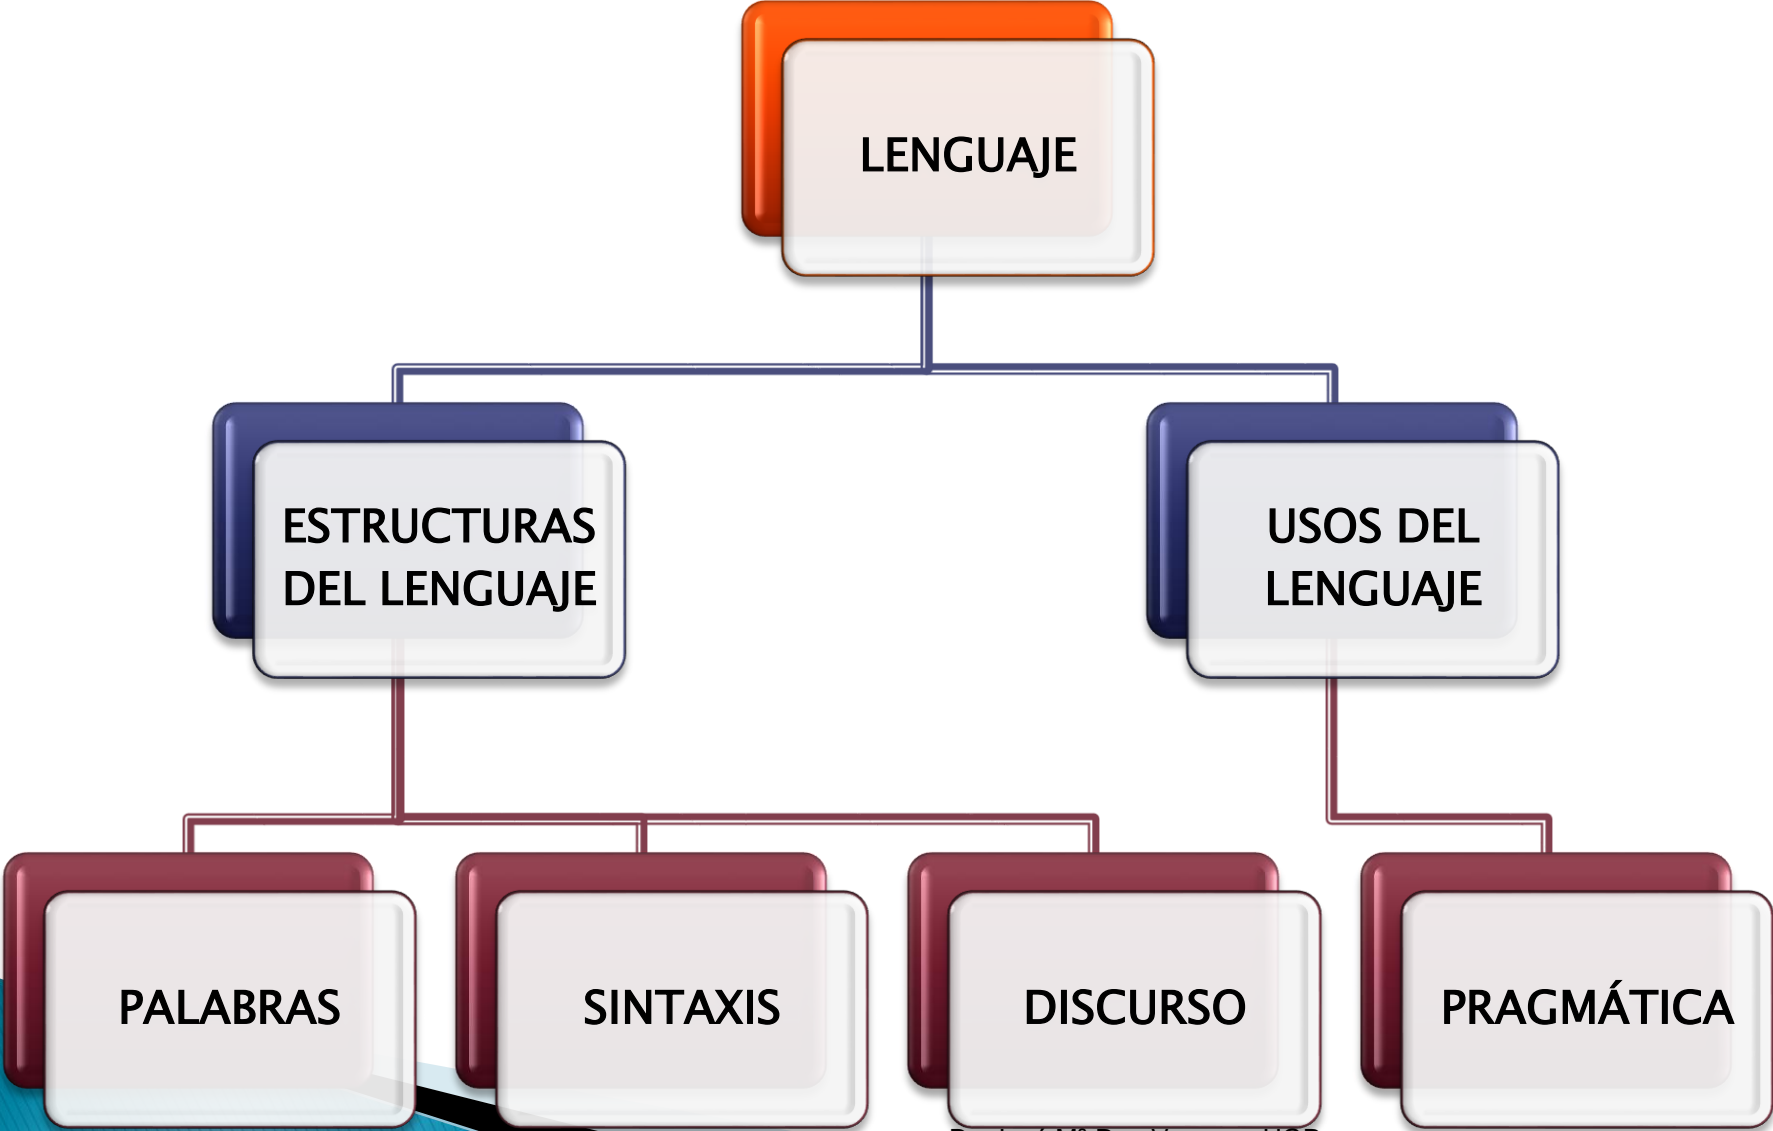 LENGUAJE
ESTRUCTURAS
DEL LENGUAJE
USOS DEL
LENGUAJE
PALABRAS
SINTAXIS
DISCURSO
PRAGMÁTICA